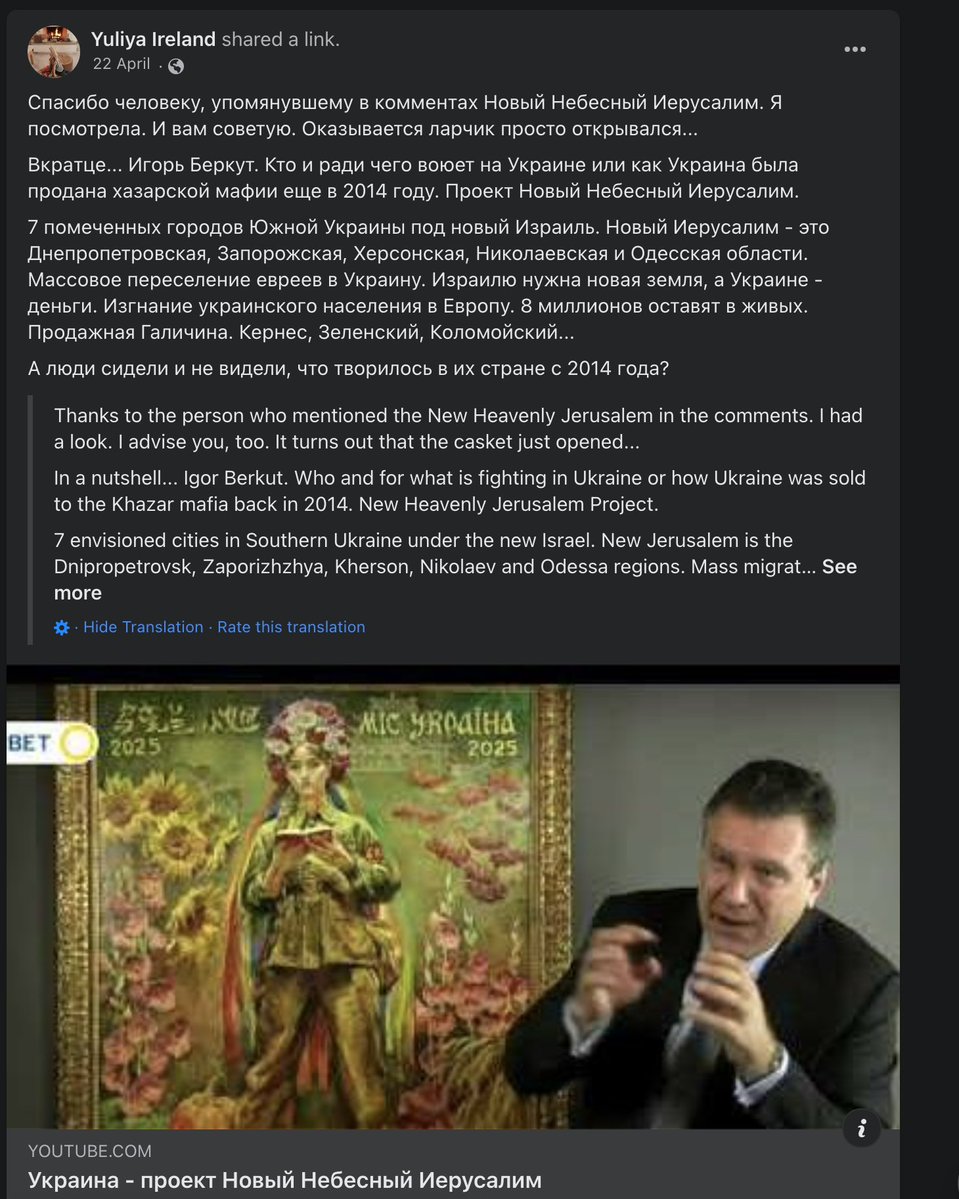 Yuliya Ireland shared a link.
22 April ·
Спасибо человеку, упомянувшему в комментах Новый Небесный Иерусалим. Я
посмотрела. И вам советую. Оказывается ларчик просто открывался...
Вкратце... Игорь Беркут. Кто и ради чего воюет на Украине или как Украина была
продана хазарской мафии еще в 2014 году. Проект Новый Небесный Иерусалим.
7 помеченных городов Южной Украины под новый Израиль. Новый Иерусалим - это
Днепропетровская, Запорожская, Херсонская, Николаевская и Одесская области.
Массовое переселение евреев в Украину. Израилю нужна новая земля, а Украине -
деньги. Изгнание украинского населения в Европу. 8 миллионов оставят в живых.
Продажная Галичина. Кернес, Зеленский, Коломойский...
А люди сидели и не видели, что творилось в их стране с 2014 года?
Thanks to the person who mentioned the New Heavenly Jerusalem in the comments. I had
a look. I advise you, too. It turns out that the casket just opened...
In a nutshell... Igor Berkut. Who and for what is fighting in Ukraine or how Ukraine was sold
to the Khazar mafia back in 2014. New Heavenly Jerusalem Project.
7 envisioned cities in Southern Ukraine under the new Israel. New Jerusalem is the
Dnipropetrovsk, Zaporizhzhya, Kherson, Nikolaev and Odessa regions. Mass migrat... See
more
· Hide Translation · Rate this translation
ВЕТ
2025
МІС УКРАЇНА
2025
YOUTUBE.COM
Украина - проект Новый Небесный Иерусалим